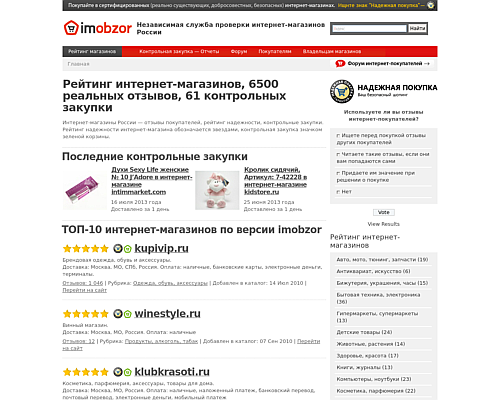 Покупайте в сертифицированных (реально существующих, добросовестных, безопасных) интернет-магазинах. Ищите знак "Надежная покупка" —
imobzor
Независимая служба проверки интернет-магазинов России
Найти
Рейтинг магазинов
Контрольная закупка — Отчеты
Форум
Покупателям
Владельцам магазинов
Главная
Форум интернет-покупателей →
Рейтинг интернет-магазинов, 6500
реальных отзывов, 61 контрольных
закупки
Интернет-магазины России — отзывы покупателей, рейтинг надежности, контрольные закупки.
Рейтинг надежности интернет-магазина обозначается звездами, контрольная закупка значком
зеленой корзины.
Последние контрольные закупки
Духи Sexy Life женские
№ 10 J'Adore в интернет-
магазине
intimmarket.com
16 июля 2013 года
Доставлено за 1 день
Кролик сидячий,
Артикул: 7-42228 в
интернет-магазине
kidstore.ru
25 июня 2013 года
Доставлено за 1 день
ТОП-10 интернет-магазинов по версии imobzor
kupivip.ru
Брендовая одежда, обувь и аксессуары.
Доставка: Москва, МО, СПб, Россия. Оплата: наличные, банковские карты, электронные деньги,
терминалы.
Отзывов: 1 046 | Рубрика: Одежда, обувь, аксессуары | Добавлен в каталог: 14 Июл 2010 |
Перейти на сайт
winestyle.ru
Винный магазин.
Доставка: Москва, МО, Россия. Оплата: наличные
Отзывов: 12 | Рубрика: Продукты, алкоголь, табак | Добавлен в каталог: 07 Сен 2010 | Перейти
на сайт
klubkrasoti.ru
Косметика, парфюмерия, аксессуары, товары для дома.
Доставка: Москва, МО, Россия. Оплата: наличные, наложенный платеж, банковский перевод,
почтовый перевод, электронные деньги, мобильный платеж
НАДЕЖНАЯ ПОКУПКА
Ваш безопасный шопинг
Используете ли вы отзывы
интернет-покупателей?
Ищете перед покупкой отзывы
других покупателей
Читаете такие отзывы, если они
вам попадаются сами
Придаете им значение при
решении о покупке
Нет
Vote
View Results
Рейтинг интернет-
магазинов
Авто, мото, тюнинг, запчасти (19)
Антиквариат, искусство (6)
Бижутерия, украшения, часы (15)
Бытовая техника, электроника
(36)
Гипермаркеты, супермаркеты
(13)
Детские товары (24)
Животные, растения (14)
Здоровье, красота (17)
Книги, журналы (13)
Компьютеры, ноутбуки (23)
Косметика, парфюмерия (22)